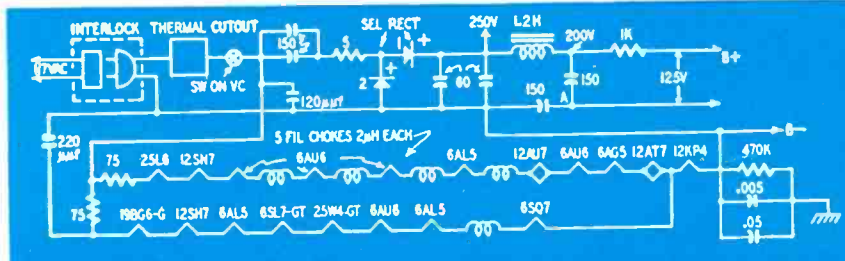 INTERLOCK THERMAL CUTOUT
117VAC
SW ON VC
150
5
SEL RECT
1 +
2 +
120μμf
250V
60
L2H
200V
1K
150
A
150
125V
B+
B-
220
μμf
5 FIL CHOKES 2μH EACH
75 25L6 12SH7 6AU6 6AL5 12AU7 6AU6 6AG5 12AT7 12KP4 470K
75
19BG6-G 12SH7 6AL5 6SL7-GT 25W4-GT 6AU6 6AL5 6SQ7
.005
.05